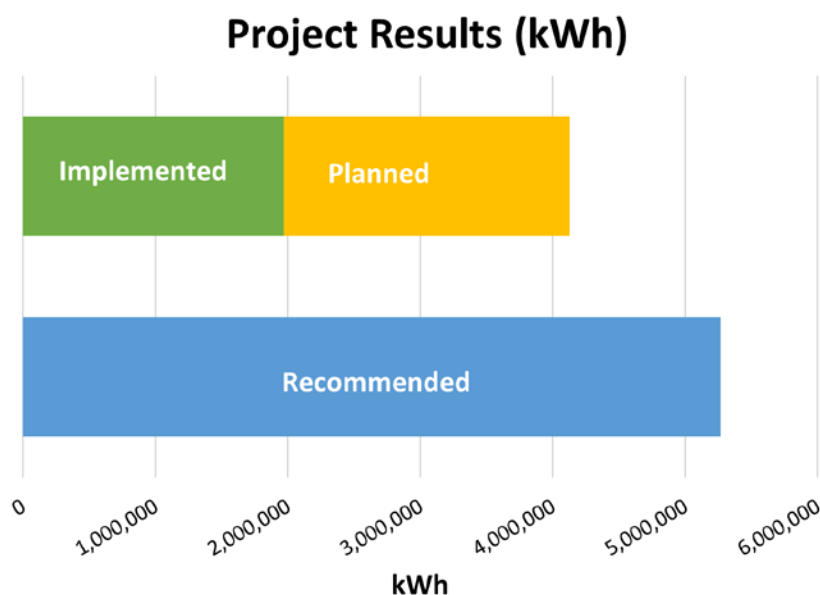 Project Results (kWh)
Implemented
Planned
Recommended
0
1,000,000
2,000,000
3,000,000
4,000,000
5,000,000
6,000,000
kWh